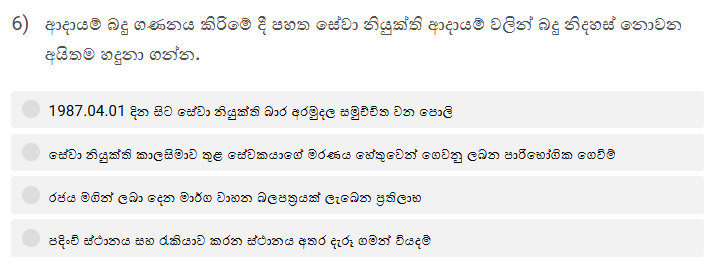 6) ආදායම් බදු ගණනය කිරීමේ දී පහත සේවා නියුක්ති ආදායම් වලින් බදු නිදහස් නොවන
අයිතම හදුනා ගන්න.
1987.04.01 දින සිට සේවා නියුක්ති භාර අරමුදල සමුච්චිත වන පොලි
සේවා නියුක්ති කාලසීමාව තුළ සේවකයාගේ මරණය හේතුවෙන් ගෙවනු ලබන පාරිභෝගික ගෙවීම්
රජය මගින් ලබා දෙන මාර්ග වාහන බලපත්‍රයක් ලැබෙන ප්‍රතිලාභ
පදිංචි ස්ථානය සහ රැකියාව කරන ස්ථානය අතර දැරූ ගමන් වියදම්